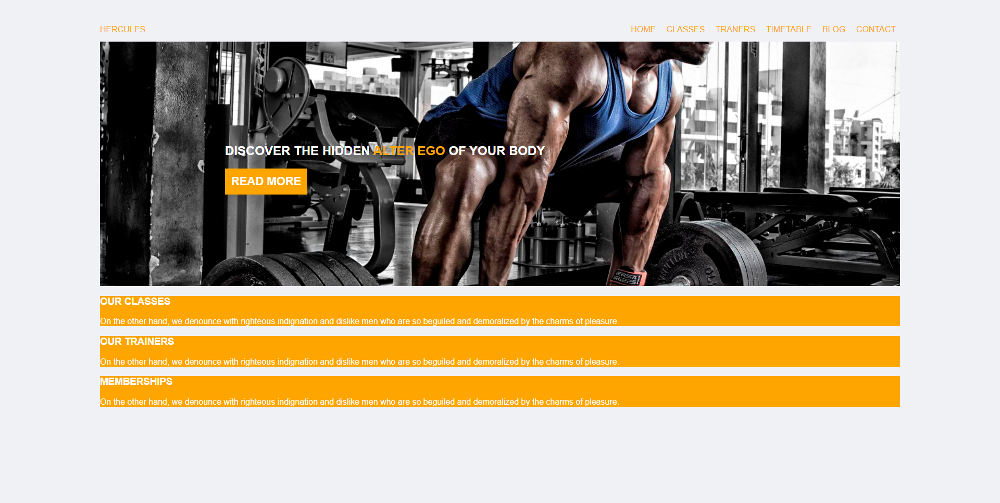 HERCULES
HOME CLASSES TRANERS TIMETABLE BLOG CONTACT
DISCOVER THE HIDDEN ALTER EGO OF YOUR BODY
READ MORE
OUR CLASSES
On the other hand, we denounce with righteous indignation and dislike men who are so beguiled and demoralized by the charms of pleasure.
OUR TRAINERS
On the other hand, we denounce with righteous indignation and dislike men who are so beguiled and demoralized by the charms of pleasure.
MEMBERSHIPS
On the other hand, we denounce with righteous indignation and dislike men who are so beguiled and demoralized by the charms of pleasure.